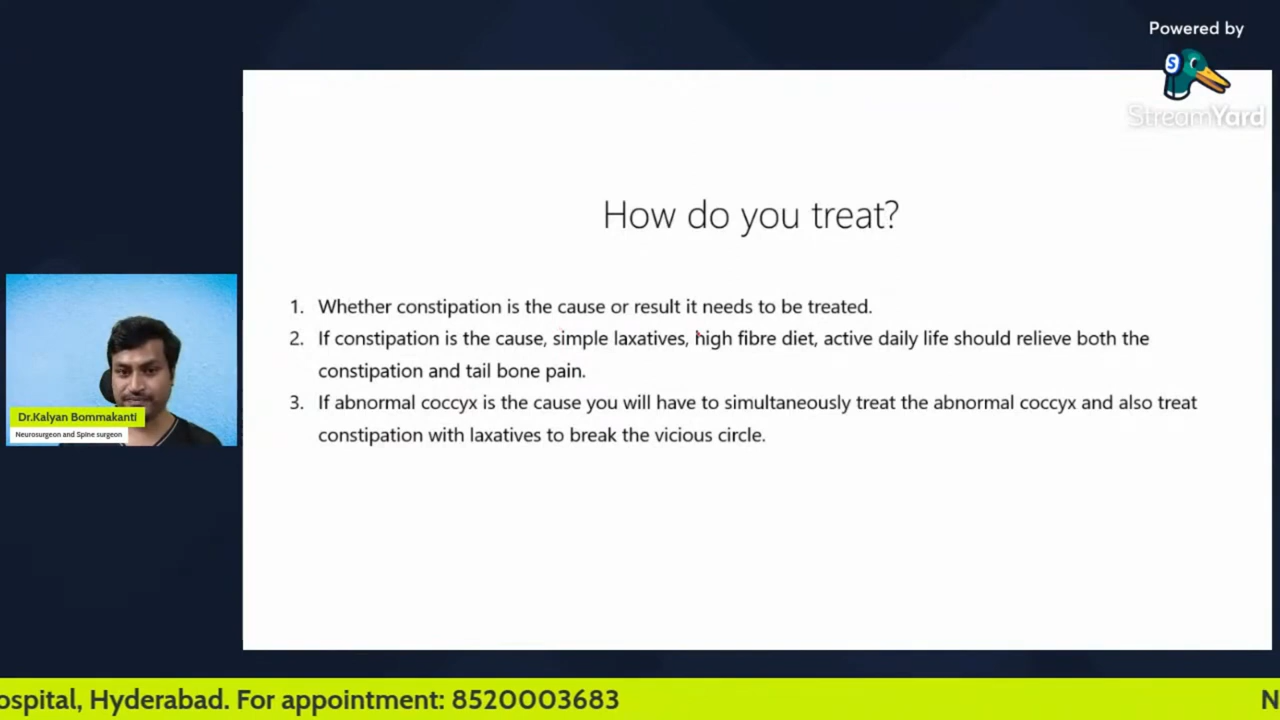 Powered by
StreamYard
How do you treat?
1. Whether constipation is the cause or result it needs to be treated.
2. If constipation is the cause, simple laxatives, high fibre diet, active daily life should relieve both the
constipation and tail bone pain.
3. If abnormal coccyx is the cause you will have to simultaneously treat the abnormal coccyx and also treat
constipation with laxatives to break the vicious circle.
Dr.Kalyan Bommakanti
Neurosurgeon and Spine surgeon
ospital, Hyderabad. For appointment: 8520003683
N